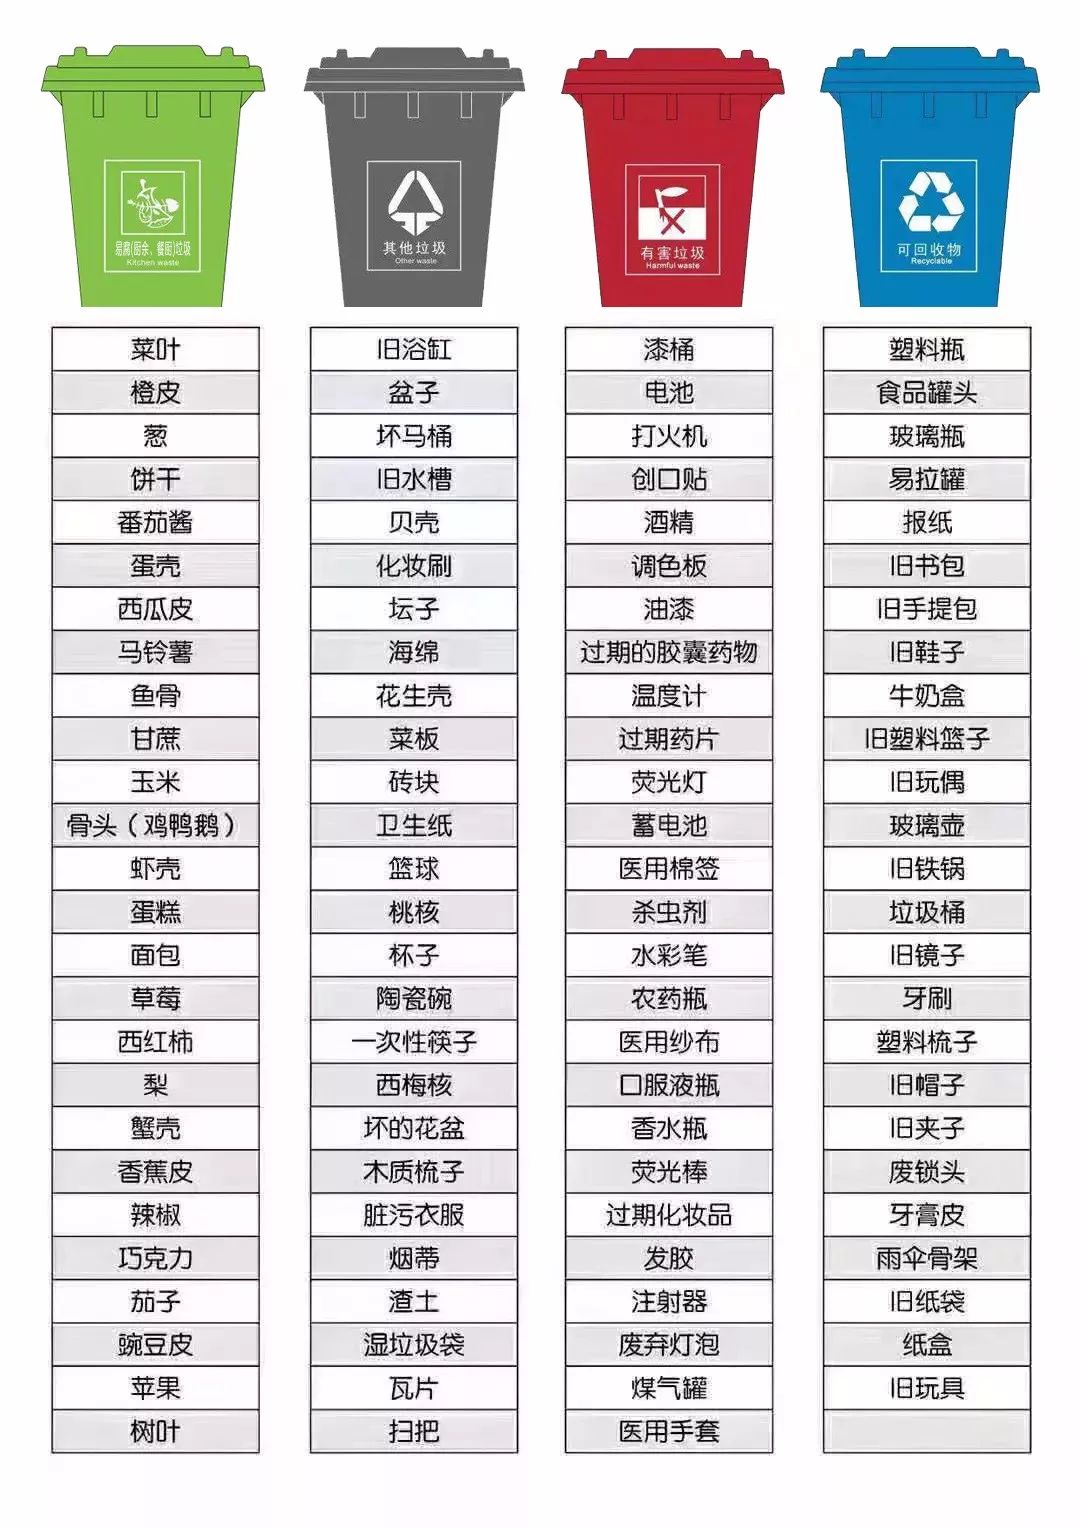 易腐(厨余、餐厨)垃圾
Kitchen waste
其他垃圾
Other waste
有害垃圾
Harmful waste
可回收物
Recyclable
菜叶 旧浴缸 漆桶 塑料瓶
橙皮 盆子 电池 食品罐头
葱 坏马桶 打火机 玻璃瓶
饼干 旧水槽 创口贴 易拉罐
番茄酱 贝壳 酒精 报纸
蛋壳 化妆刷 调色板 旧书包
西瓜皮 坛子 油漆 旧手提包
马铃薯 海绵 过期的胶囊药物 旧鞋子
鱼骨 花生壳 温度计 牛奶盒
甘蔗 菜板 过期药片 旧塑料篮子
玉米 砖块 荧光灯 旧玩偶
骨头（鸡鸭鹅） 卫生纸 蓄电池 玻璃壶
虾壳 篮球 医用棉签 旧铁锅
蛋糕 桃核 杀虫剂 垃圾桶
面包 杯子 水彩笔 旧镜子
草莓 陶瓷碗 农药瓶 牙刷
西红柿 一次性筷子 医用纱布 塑料梳子
梨 西梅核 口服液瓶 旧帽子
蟹壳 坏的花盆 香水瓶 旧夹子
香蕉皮 木质梳子 荧光棒 废锁头
辣椒 脏污衣服 过期化妆品 牙膏皮
巧克力 烟蒂 发胶 雨伞骨架
茄子 渣土 注射器 旧纸袋
豌豆皮 湿垃圾袋 废弃灯泡 纸盒
苹果 瓦片 煤气罐 旧玩具
树叶 扫把 医用手套